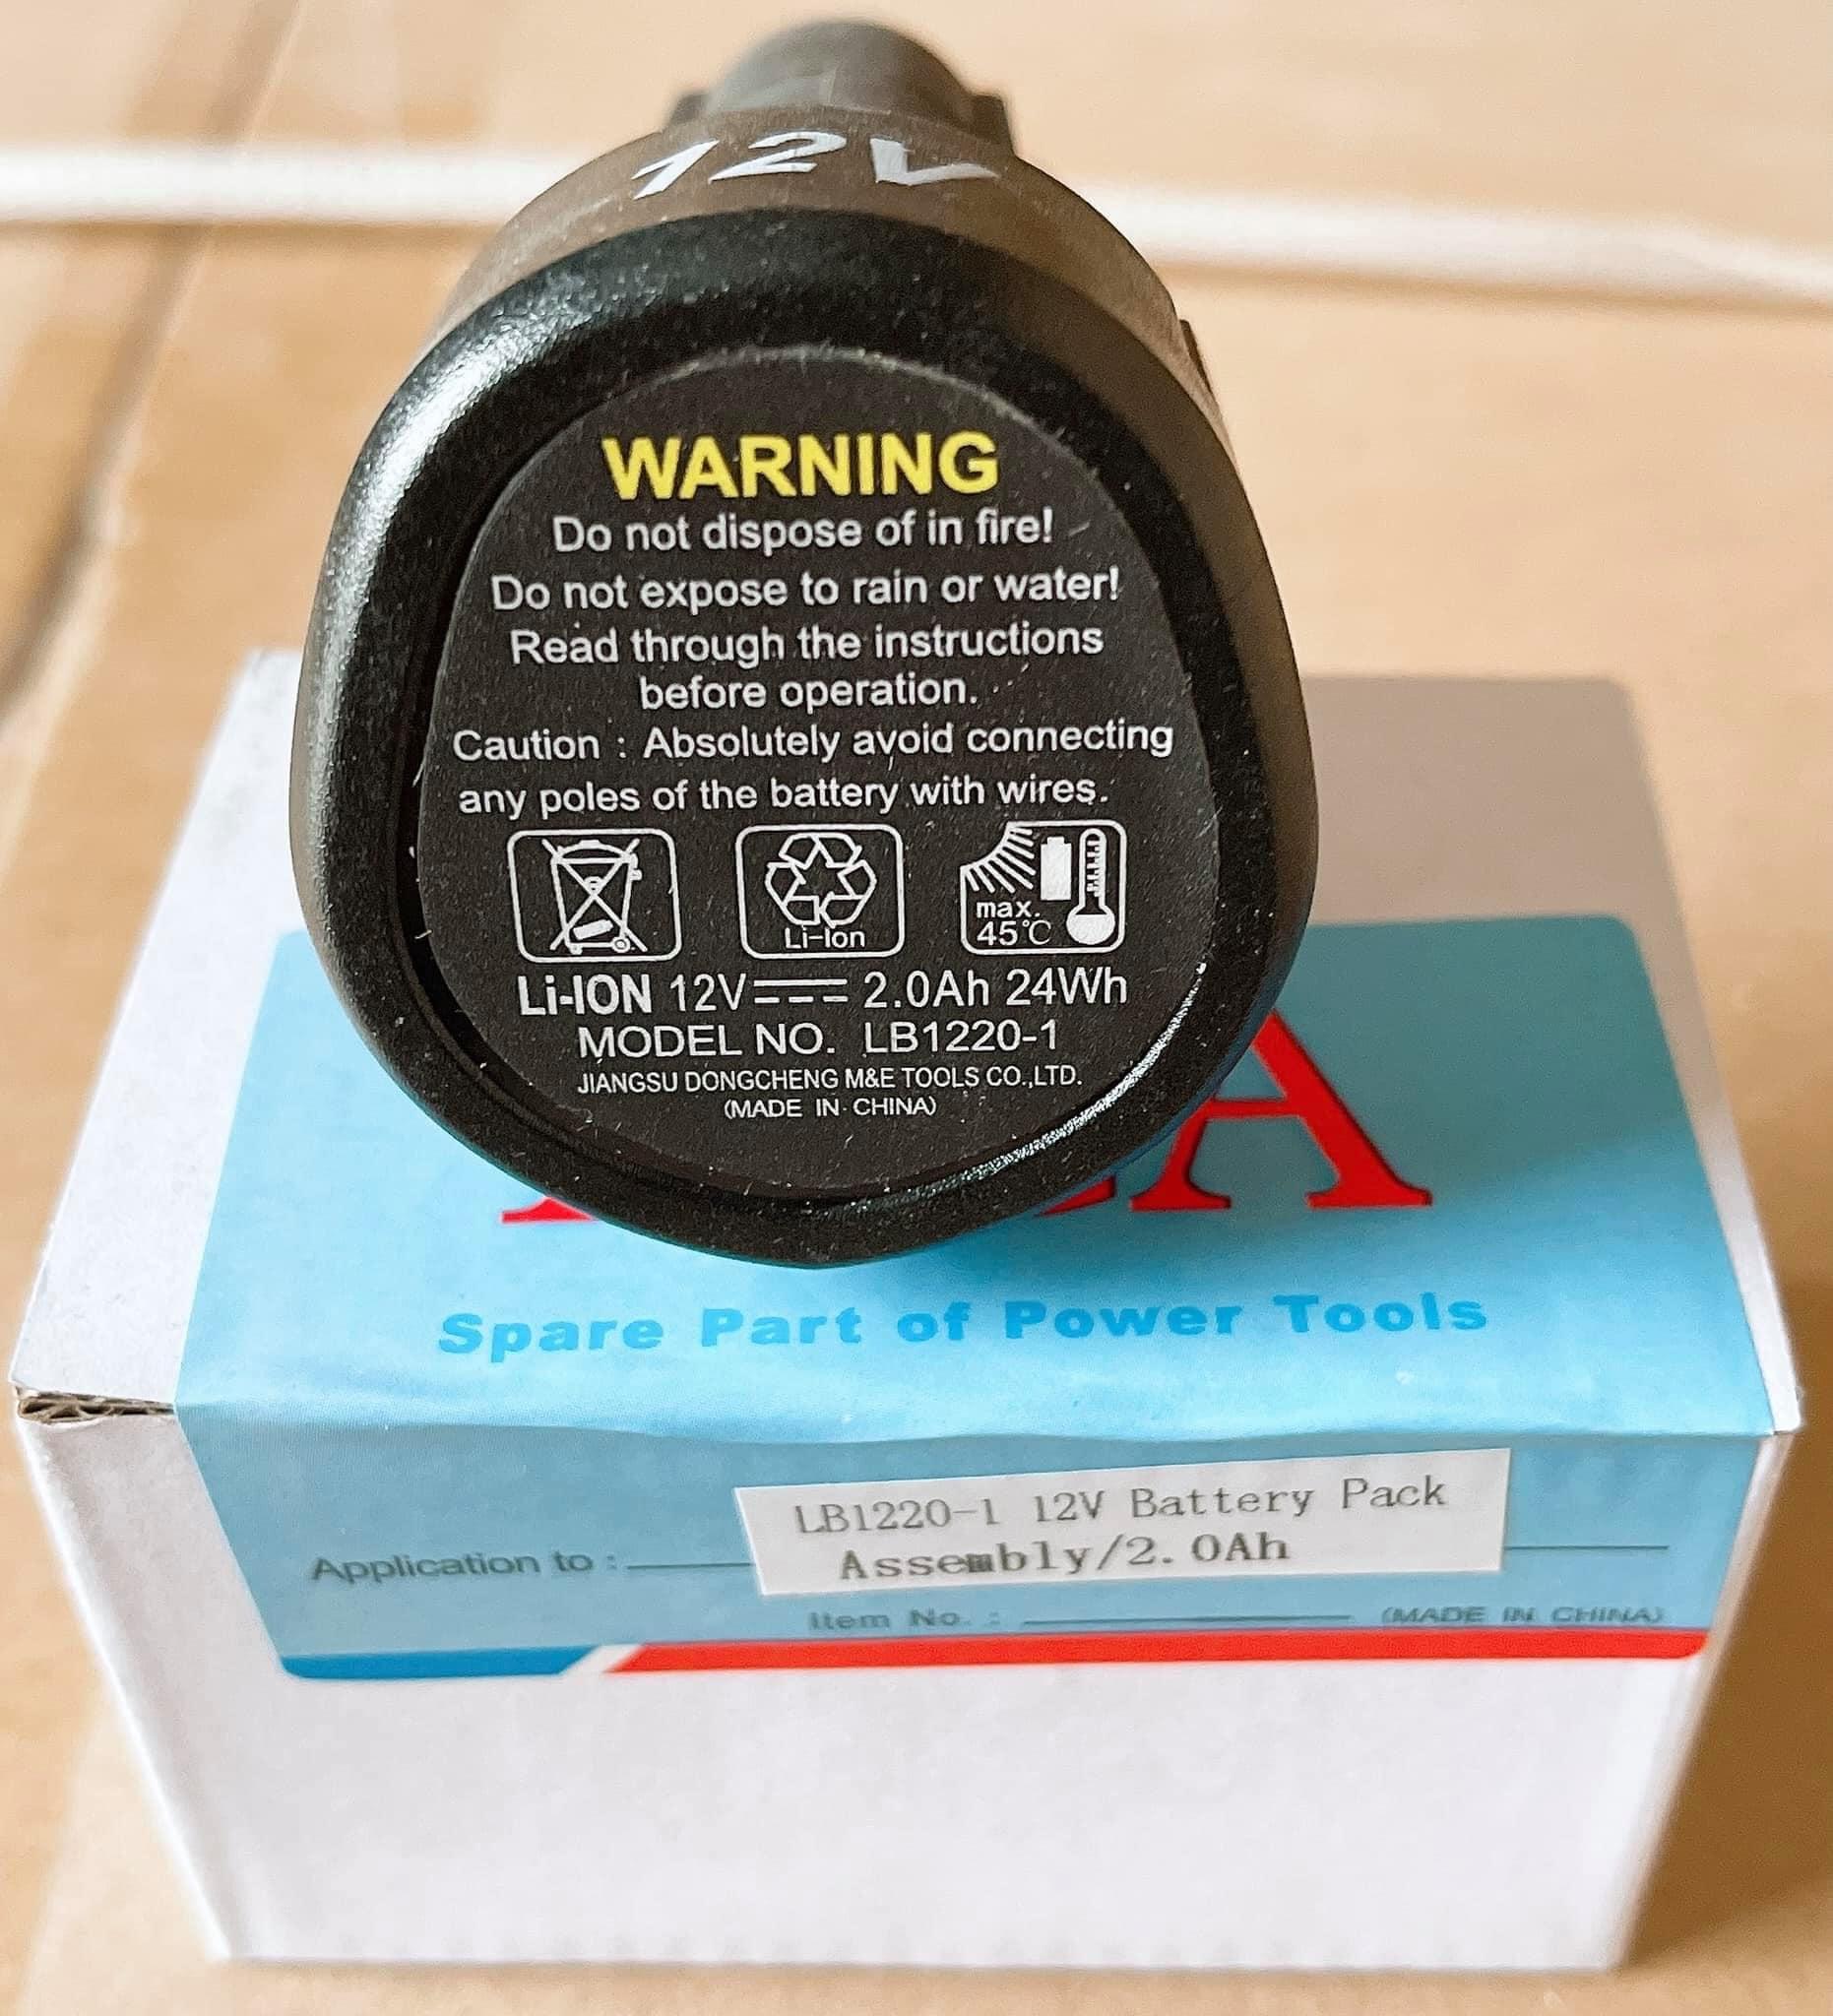 12V
WARNING
Do not dispose of in fire!
Do not expose to rain or water!
Read through the instructions
before operation.
Caution : Absolutely avoid connecting
any poles of the battery with wires.
Li-Ion
max.
45℃
Li-ION 12V 2.0Ah 24Wh
MODEL NO. LB1220-1
JIANGSU DONGCHENG M&E TOOLS CO.,LTD.
(MADE IN CHINA)
Spare Part of Power Tools
LB1220-1 12V Battery Pack
Assembly/2.0Ah
Application to :
Item No. :
(MADE IN CHINA)